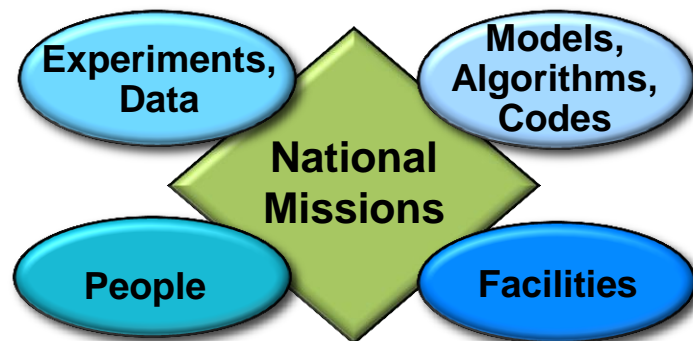 Experiments,
Data
Models,
Algorithms,
Codes
National
Missions
People
Facilities